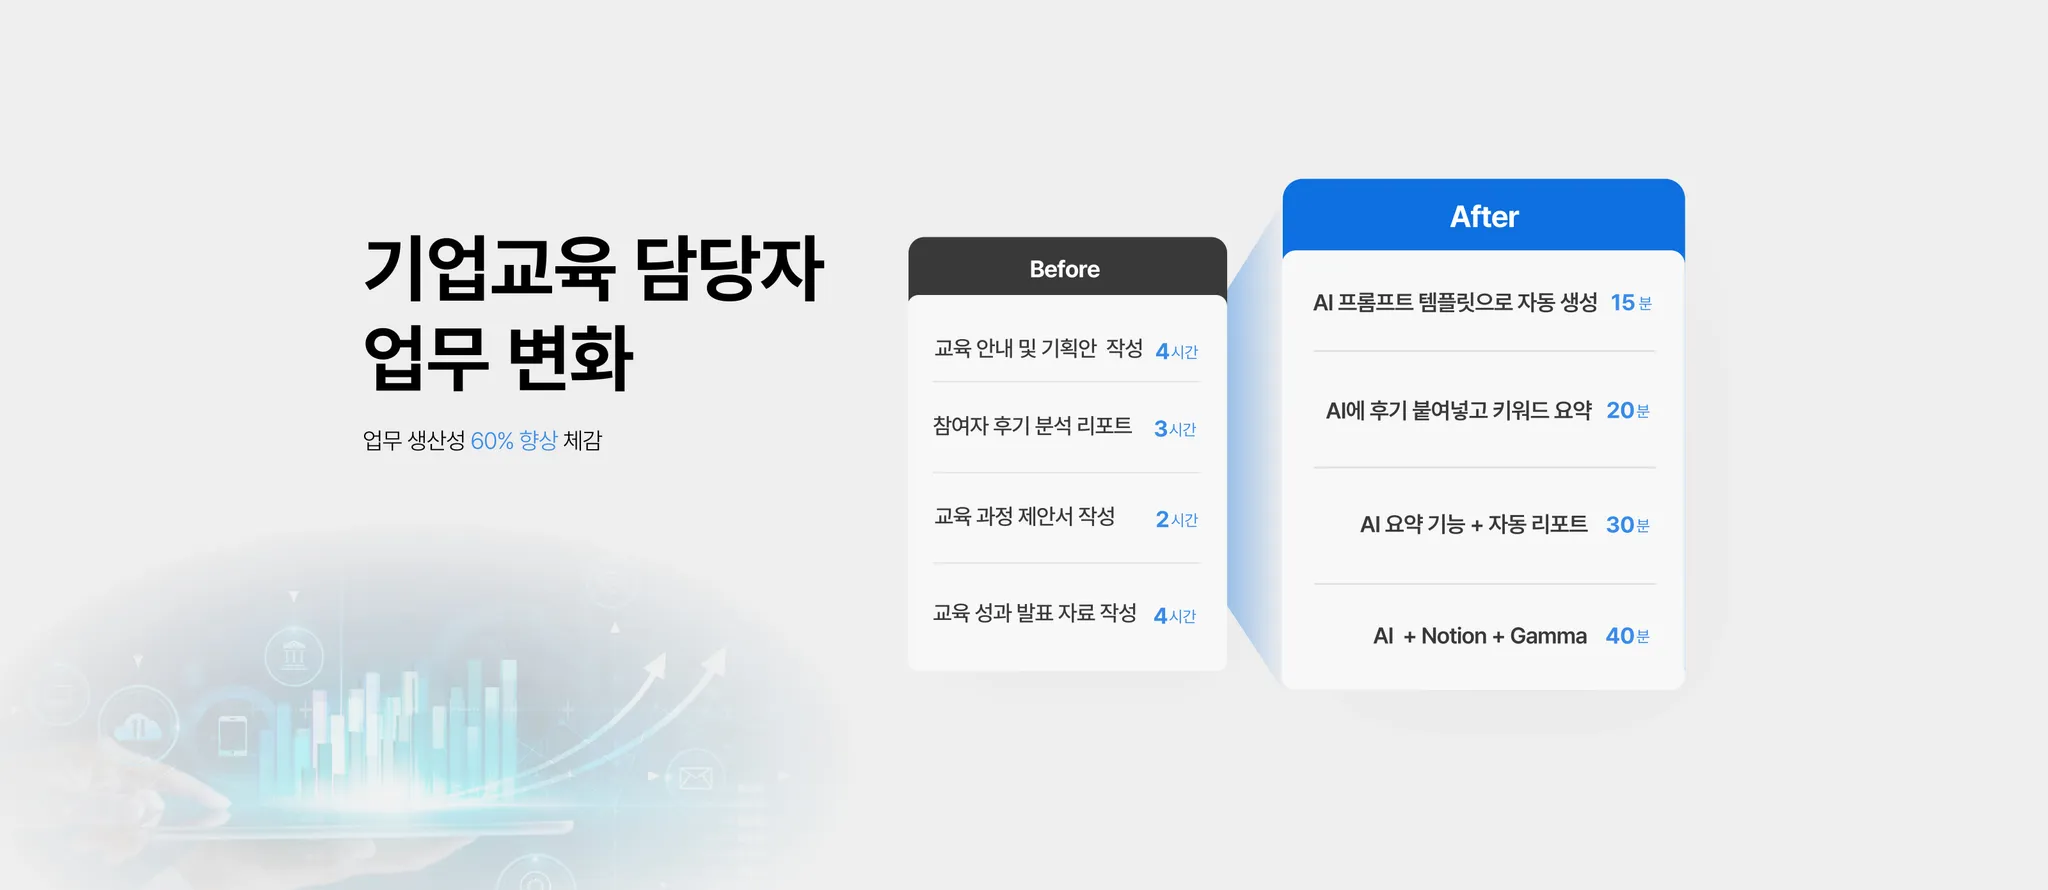 기업교육 담당자
업무 변화
업무 생산성 60% 향상 체감
Before
교육 안내 및 기획안 작성 4시간
참여자 후기 분석 리포트 3시간
교육 과정 제안서 작성 2시간
교육 성과 발표 자료 작성 4시간
After
AI 프롬프트 템플릿으로 자동 생성 15분
AI에 후기 붙여넣고 키워드 요약 20분
AI 요약 기능 + 자동 리포트 30분
AI + Notion + Gamma 40분